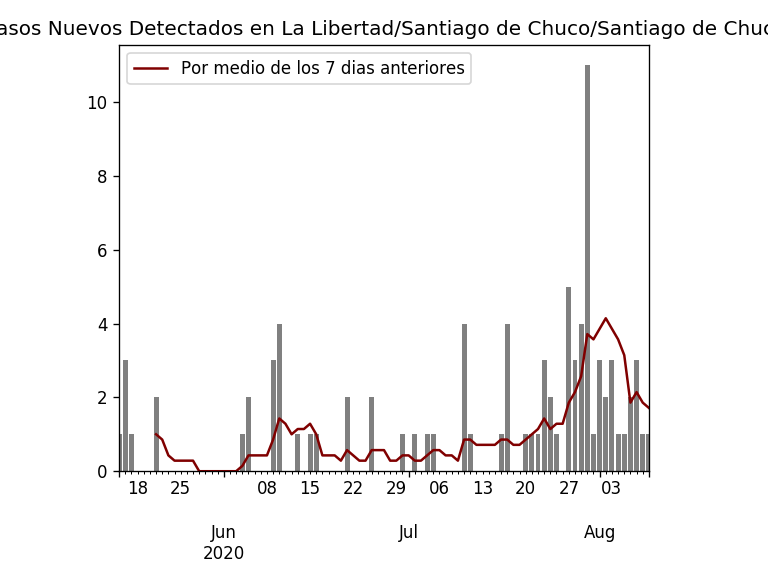 asos Nuevos Detectados en La Libertad/Santiago de Chuco/Santiago de Chuc
Por medio de los 7 dias anteriores
10
8
6
4
2
0
18 25 08 15 22 29 06 13 20 27 03
Jun Jul Aug
2020